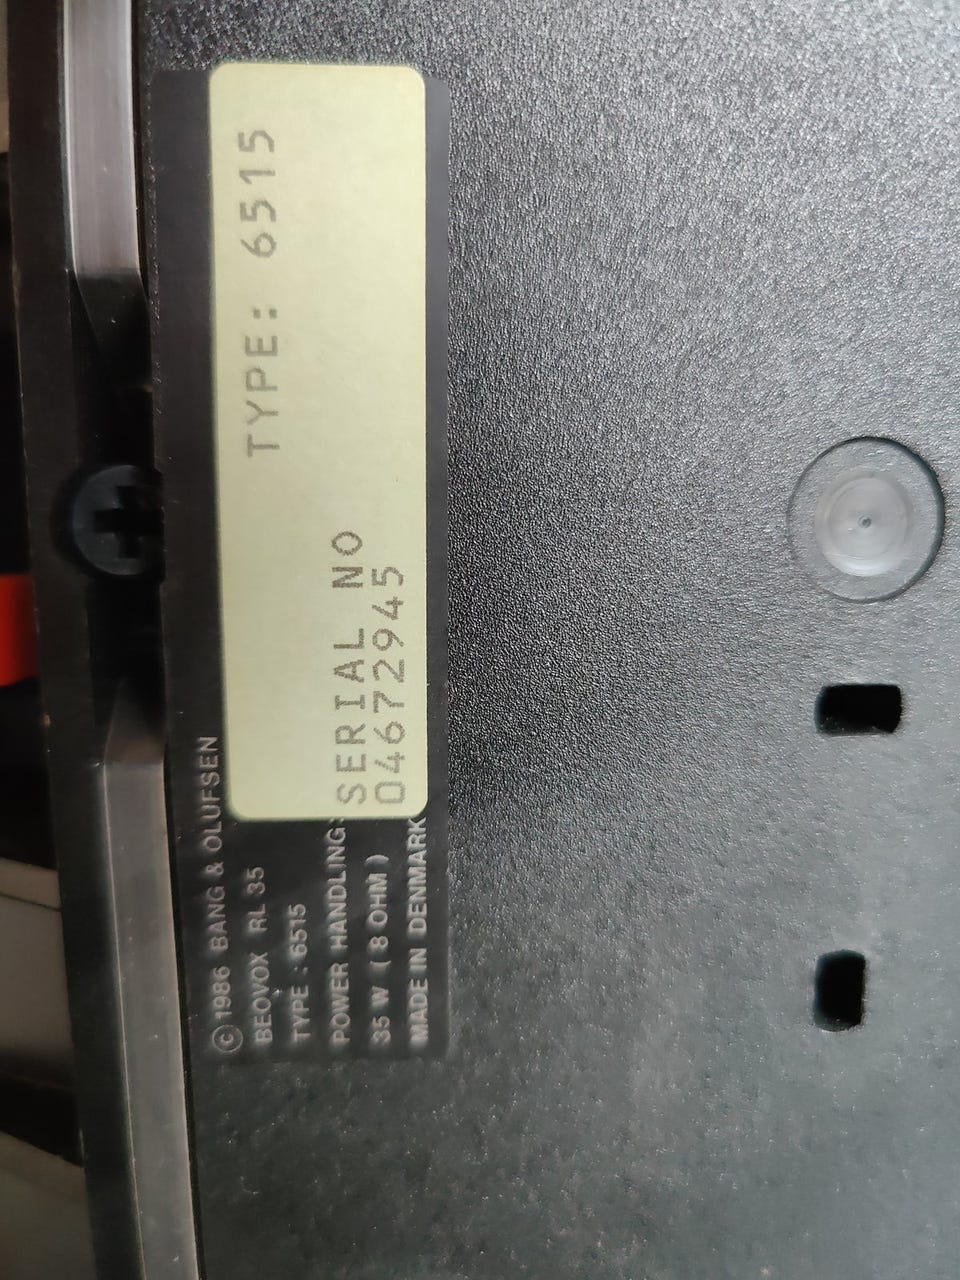 © 1986 BANG & OLUFSEN
BEOVOX RL 35
TYPE : 6515
POWER HANDLING:
35 W ( 8 OHM )
MADE IN DENMARK
TYPE: 6515
SERIAL NO
04672945